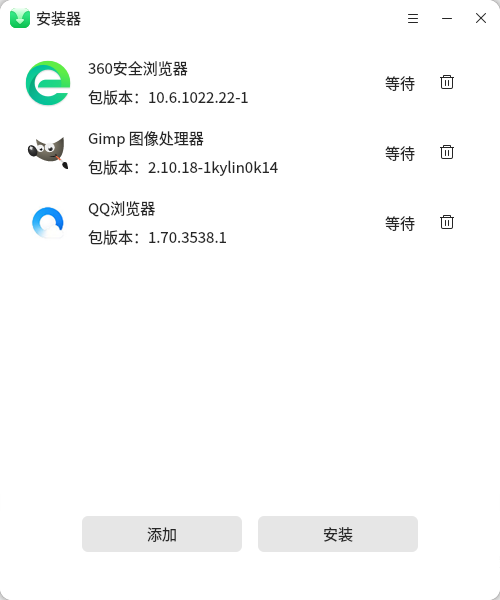 安装器
360安全浏览器
包版本：10.6.1022.22-1
等待
Gimp 图像处理器
包版本：2.10.18-1kylin0k14
等待
QQ浏览器
包版本：1.70.3538.1
等待
添加
安装